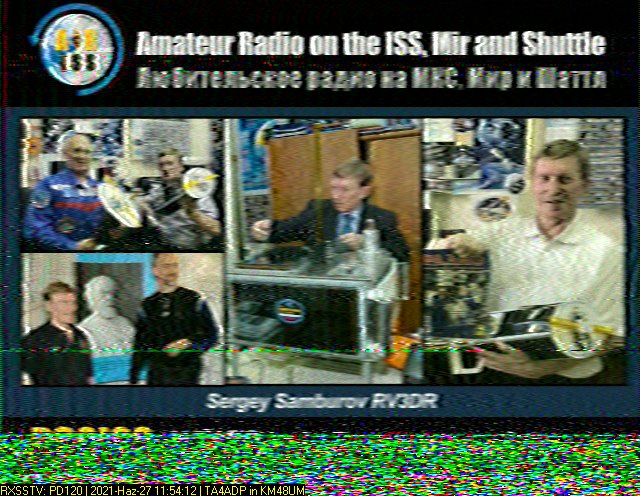 ISS
Amateur Radio on the ISS, Mir and Shuttle
Любительское радио на МКС, Мир и Шаттл
Sergey Samburov RV3DR
RXSSTV: PD120 | 2021-Haz-27 11:54:12 | TA4ADP in KM48UM